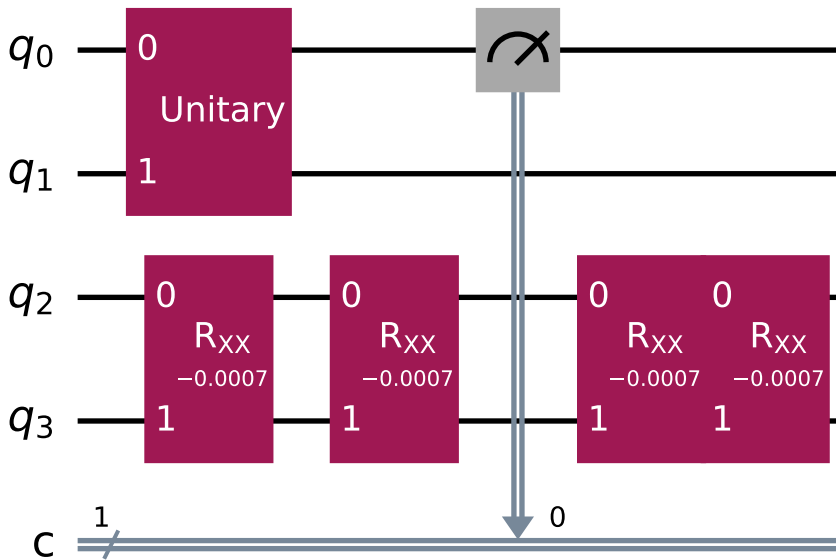 q0 0
Unitary
q1 1
q2 0 0 0 0
RXX RXX RXX RXX
−0.0007 −0.0007 −0.0007 −0.0007
q3 1 1 1 1
1 0
c